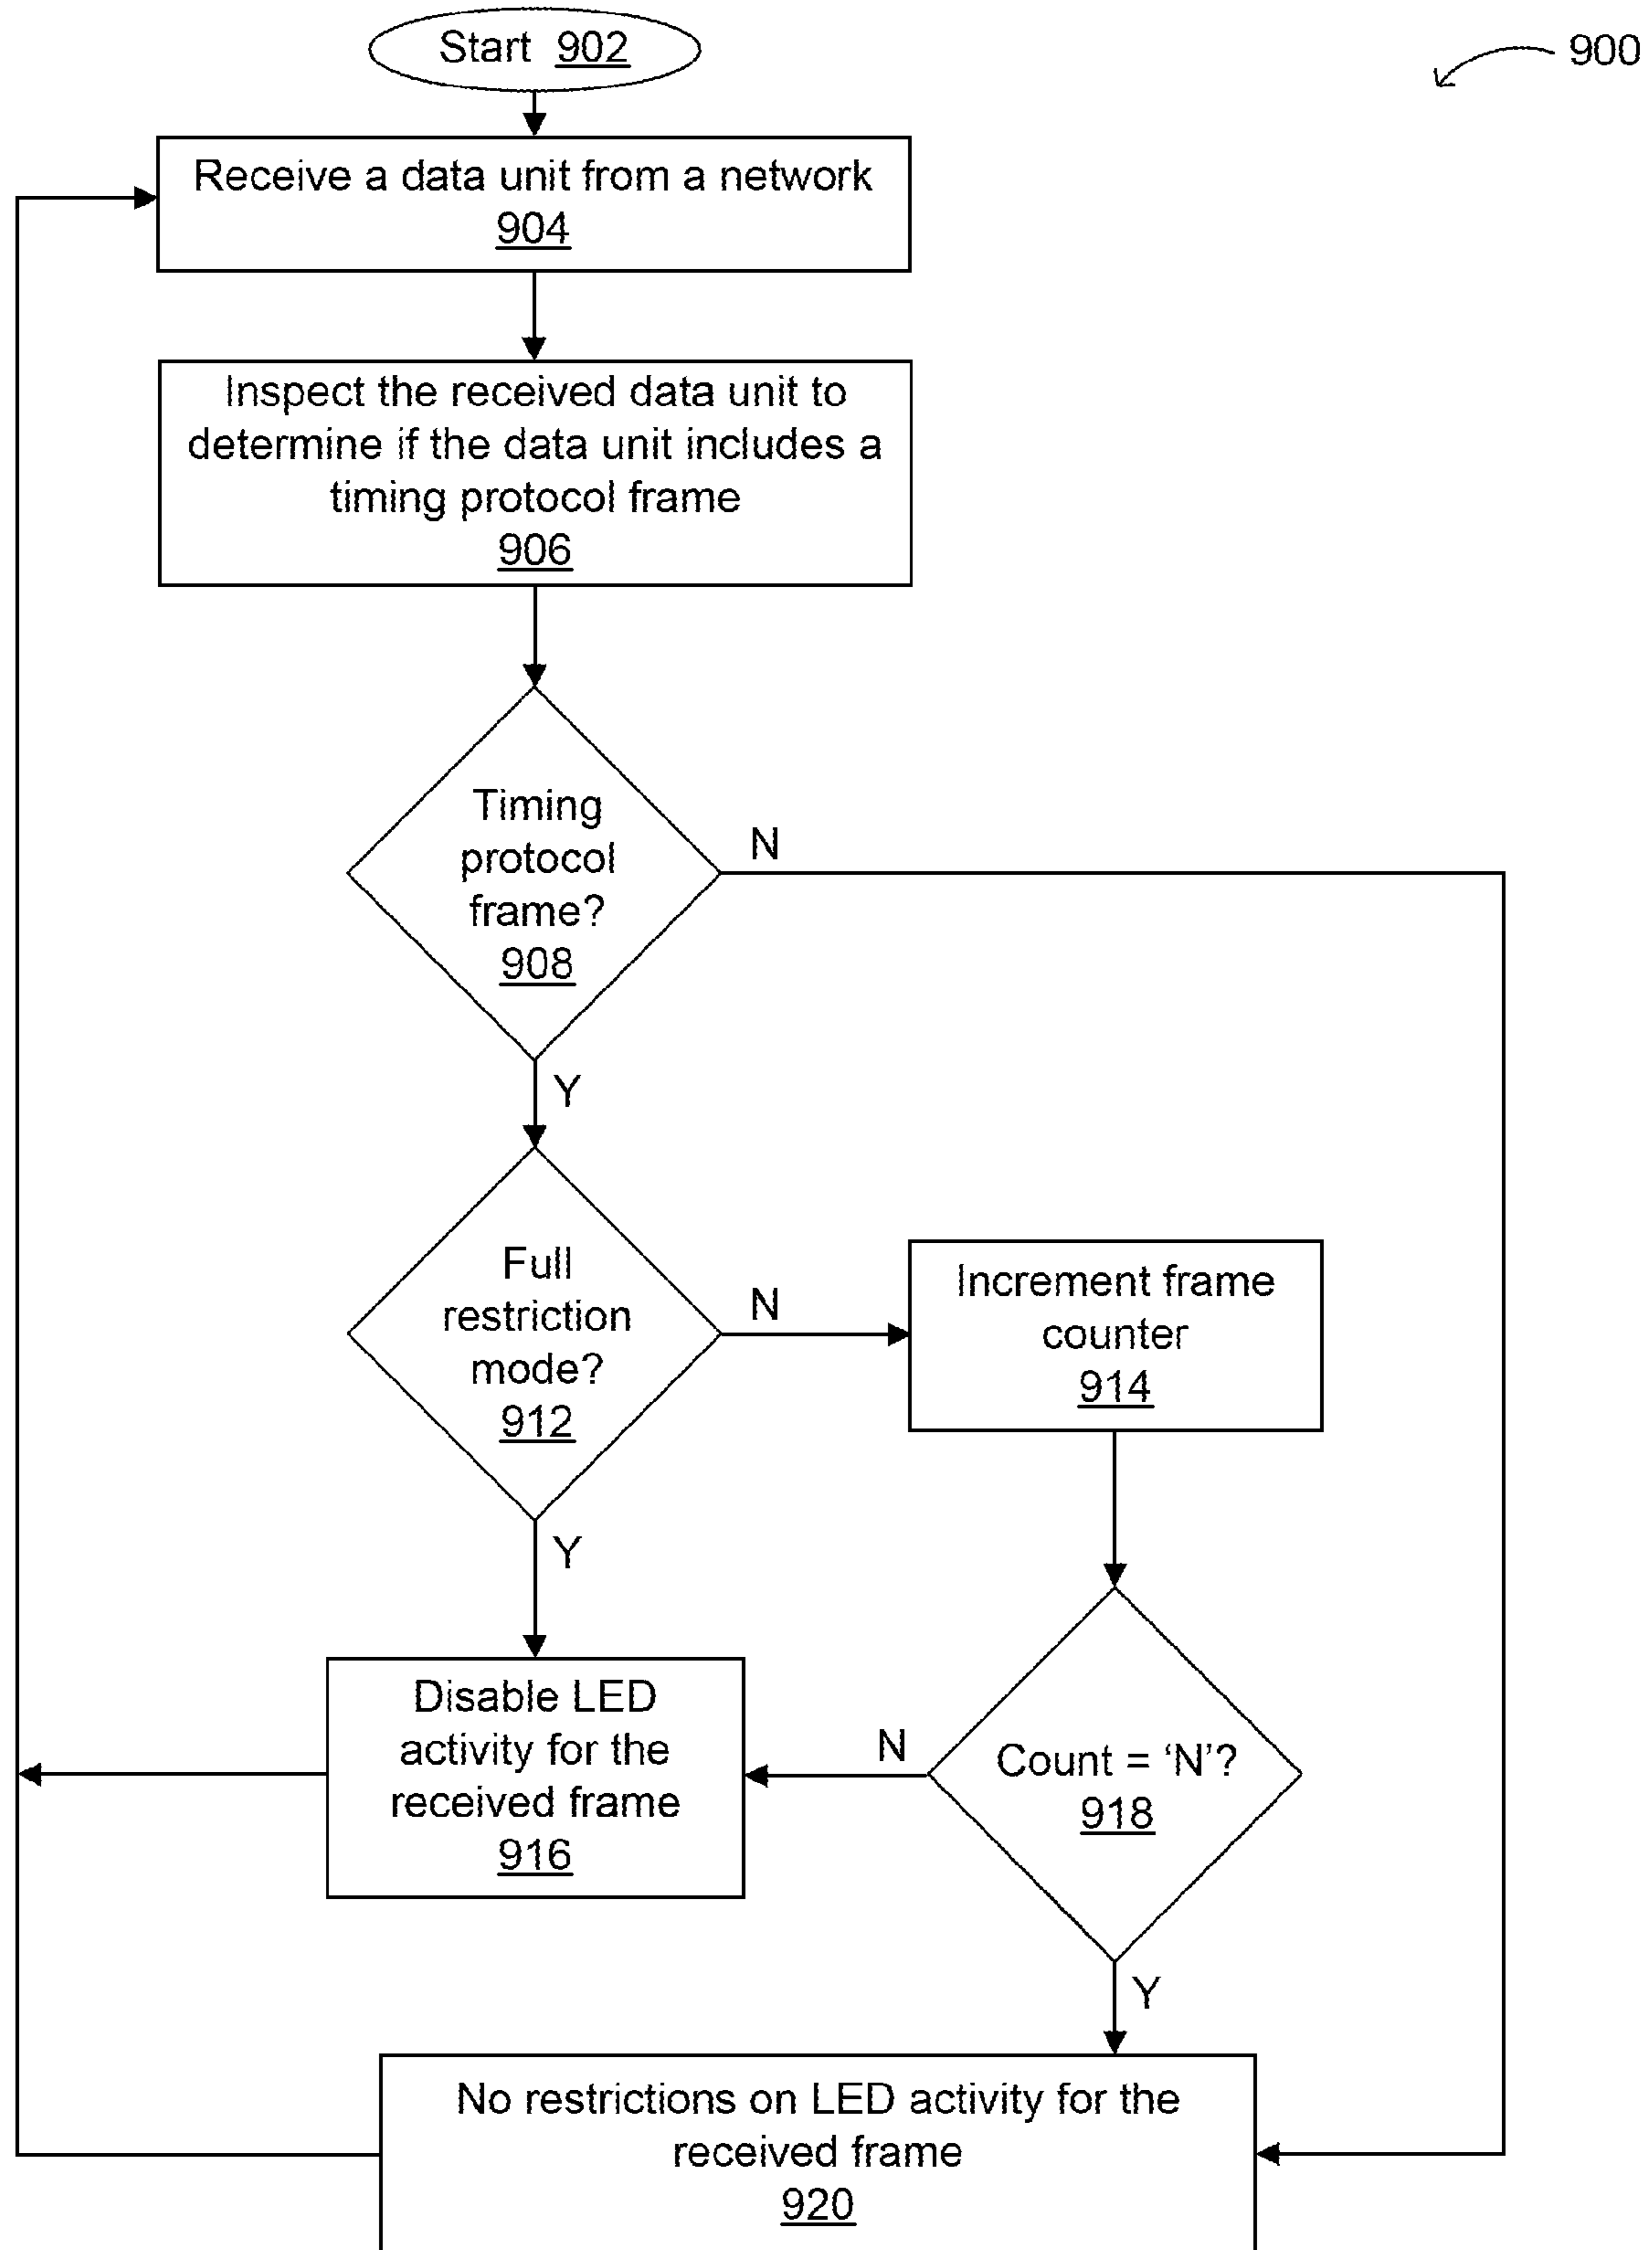 Start 902
900
Receive a data unit from a network
904
Inspect the received data unit to
determine if the data unit includes a
timing protocol frame
906
Timing
protocol
frame?
908
N
Y
Full
restriction
mode?
912
N
Increment frame
counter
914
Y
Disable LED
activity for the
received frame
916
N
Count = ‘N’?
918
Y
No restrictions on LED activity for the
received frame
920